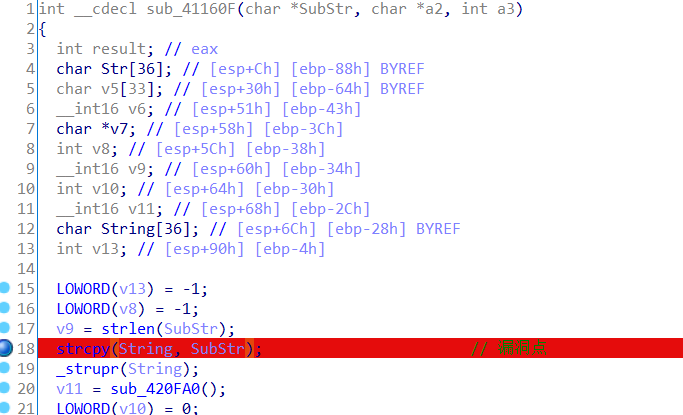 1 int __cdecl sub_41160F(char *SubStr, char *a2, int a3)
2 {
3 int result; // eax
4 char Str[36]; // [esp+Ch] [ebp-88h] BYREF
5 char v5[33]; // [esp+30h] [ebp-64h] BYREF
6 __int16 v6; // [esp+51h] [ebp-43h]
7 char *v7; // [esp+58h] [ebp-3Ch]
8 int v8; // [esp+5Ch] [ebp-38h]
9 __int16 v9; // [esp+60h] [ebp-34h]
10 int v10; // [esp+64h] [ebp-30h]
11 __int16 v11; // [esp+68h] [ebp-2Ch]
12 char String[36]; // [esp+6Ch] [ebp-28h] BYREF
13 int v13; // [esp+90h] [ebp-4h]
14
15 LOWORD(v13) = -1;
16 LOWORD(v8) = -1;
17 v9 = strlen(SubStr);
18 strcpy(String, SubStr); //
19 _strupr(String);
20 v11 = sub_420FA0();
21 LOWORD(v10) = 0;